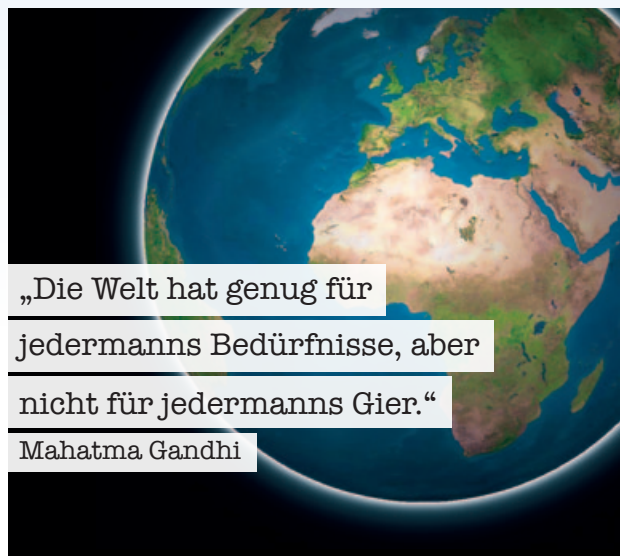 „Die Welt hat genug für
jedermanns Bedürfnisse, aber
nicht für jedermanns Gier.“
Mahatma Gandhi